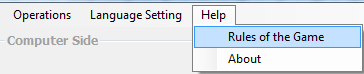 Operations Language Setting Help
Computer Side
Rules of the Game
About